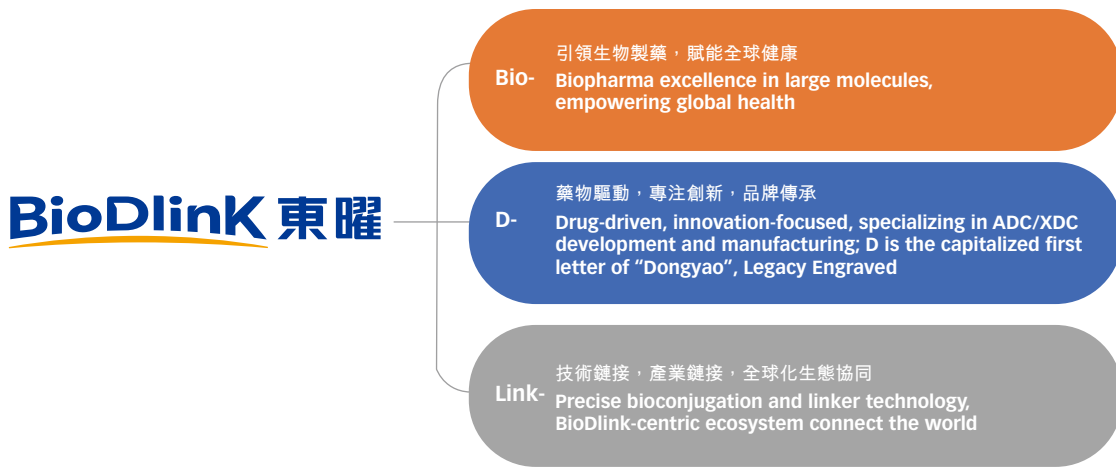 BioDlinK 東曜
Bio-
引領生物製藥，賦能全球健康
Biopharma excellence in large molecules,
empowering global health
D-
藥物驅動，專注創新，品牌傳承
Drug-driven, innovation-focused, specializing in ADC/XDC
development and manufacturing; D is the capitalized first
letter of “Dongyao”, Legacy Engraved
Link-
技術鏈接，產業鏈接，全球化生態協同
Precise bioconjugation and linker technology,
BioDlink-centric ecosystem connect the world